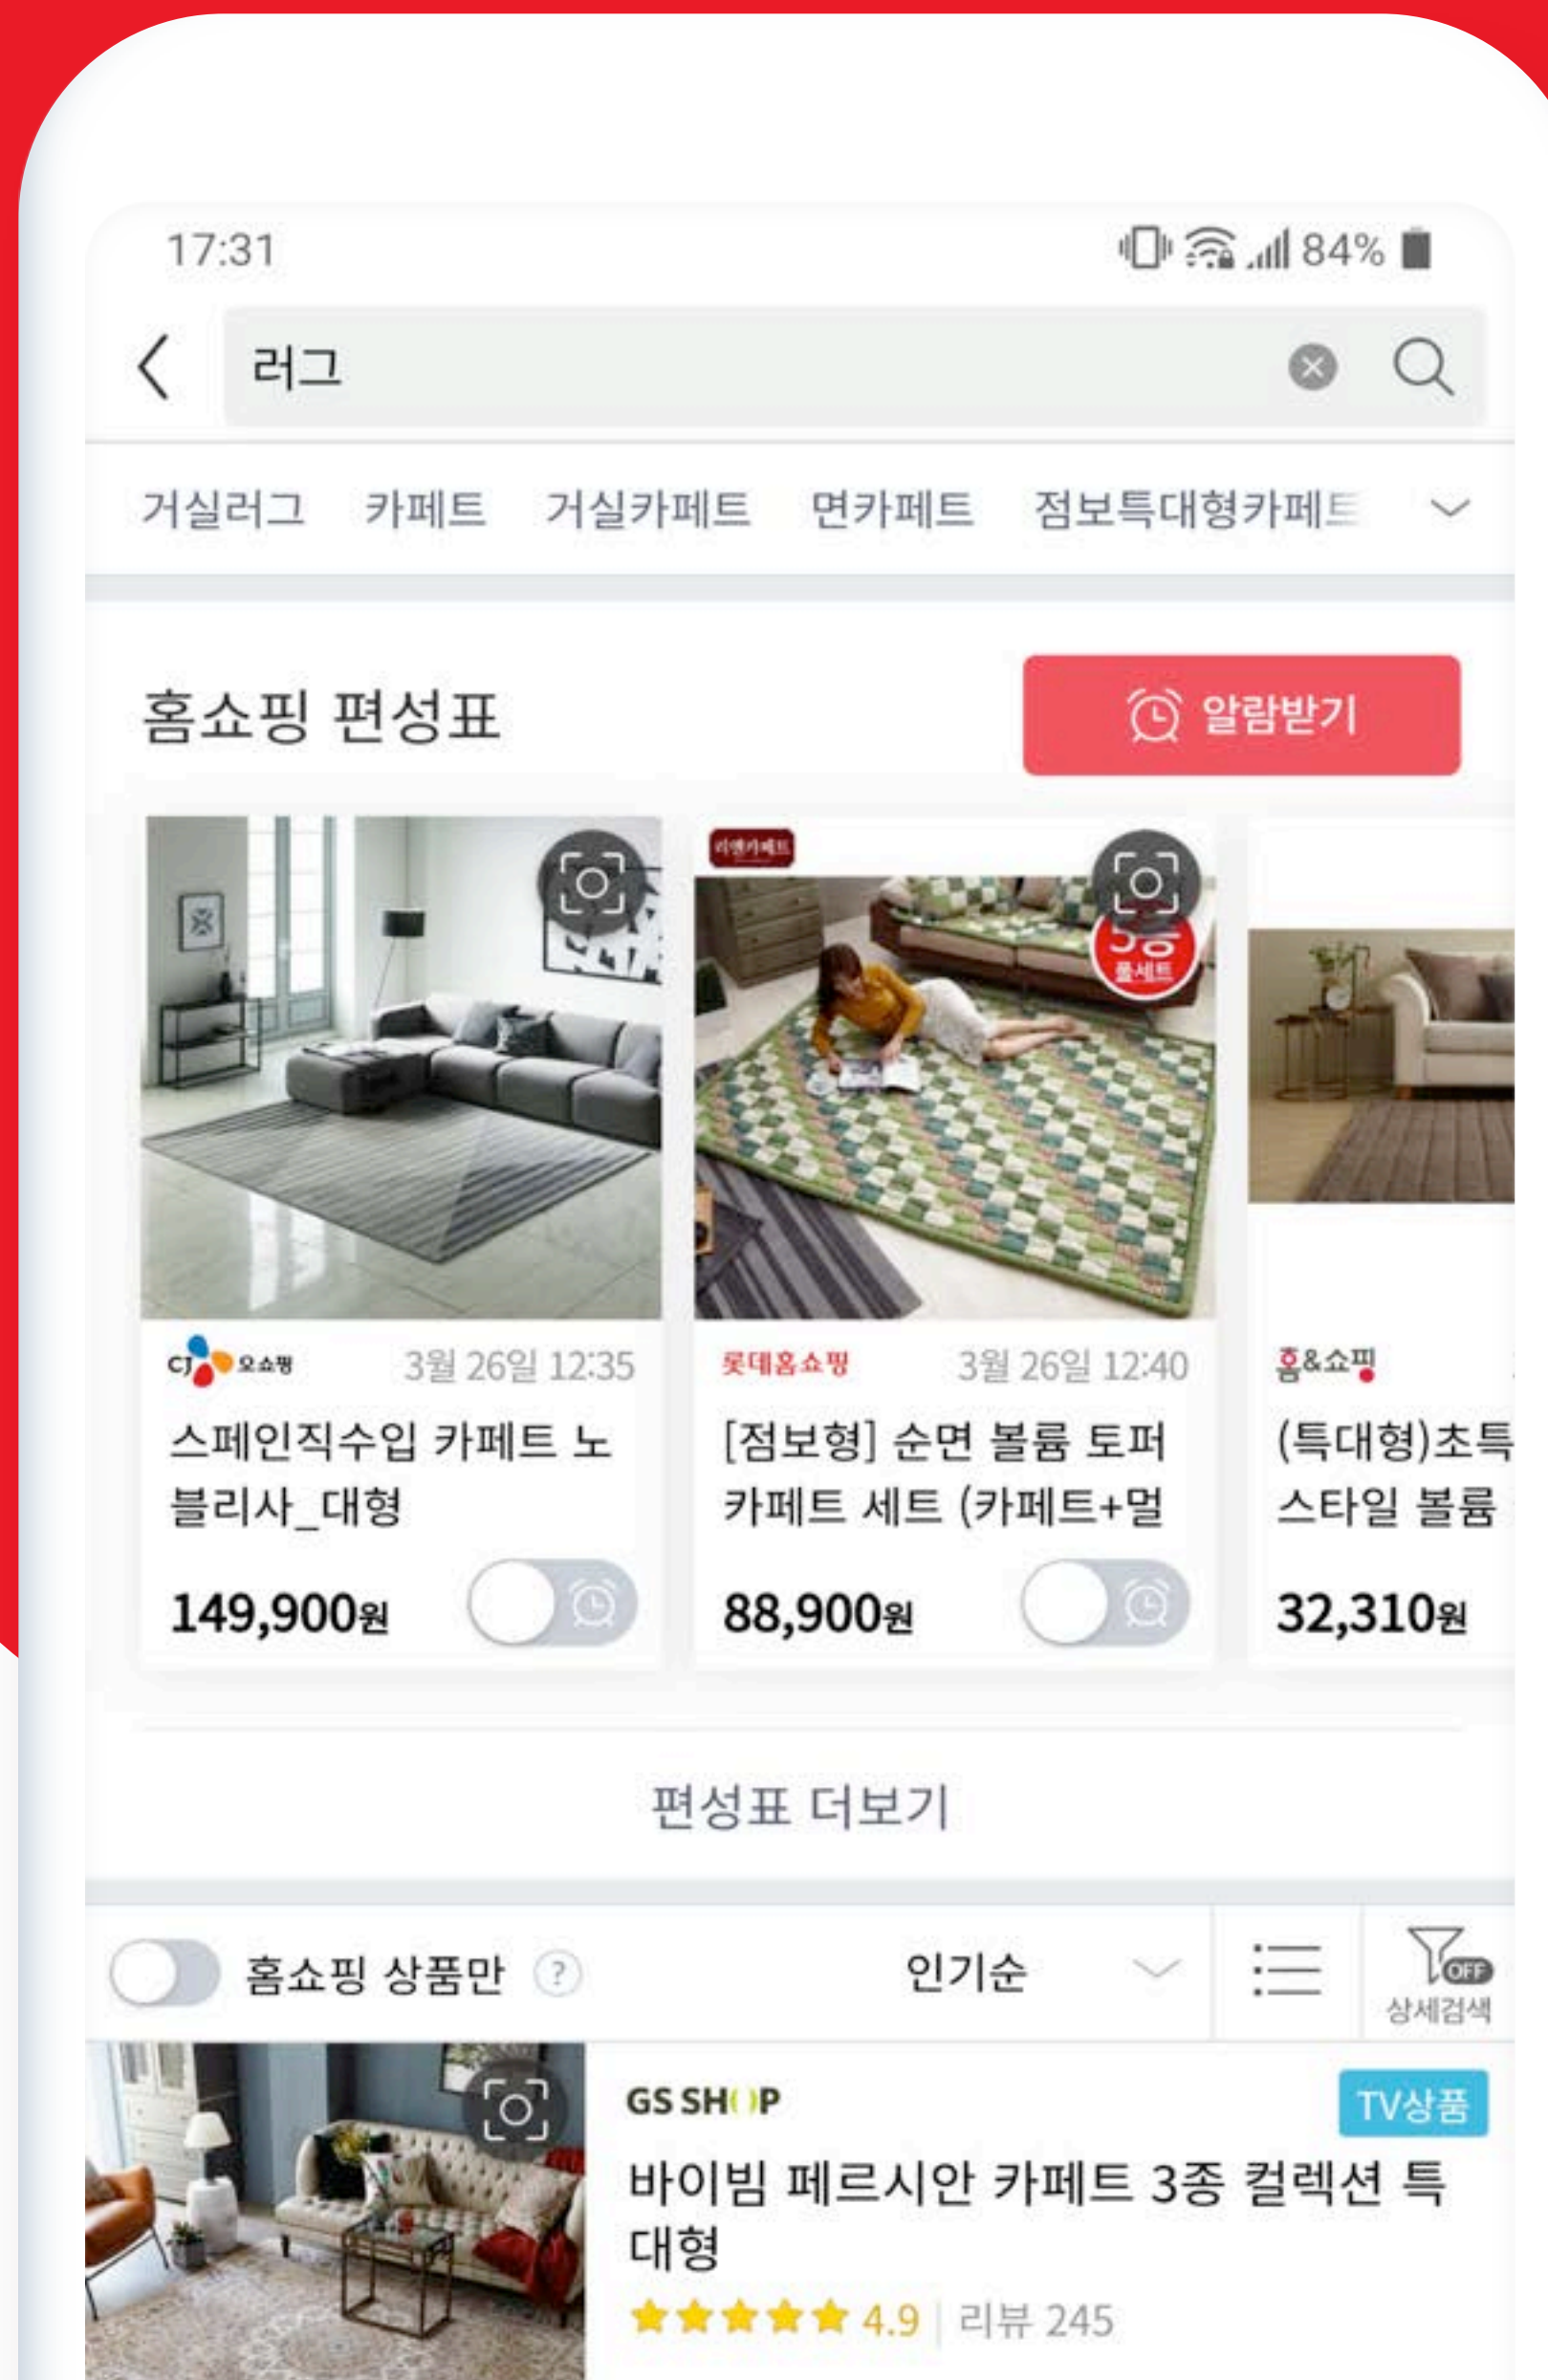 17:31
84%
러그
거실러그 카페트 거실카페트 면카페트 점보특대형카페트
홈쇼핑 편성표
알람받기
리앤카페트
풀세트
CJ 오쇼핑 3월 26일 12:35
스페인직수입 카페트 노
블리사_대형
149,900원
롯데홈쇼핑 3월 26일 12:40
[점보형] 순면 볼륨 토퍼
카페트 세트 (카페트+멀
88,900원
홈&쇼핑
(특대형)초특
스타일 볼륨
32,310원
편성표 더보기
홈쇼핑 상품만 ?
인기순
OFF
상세검색
GS SHOP
TV상품
바이빔 페르시안 카페트 3종 컬렉션 특
대형
4.9 | 리뷰 245